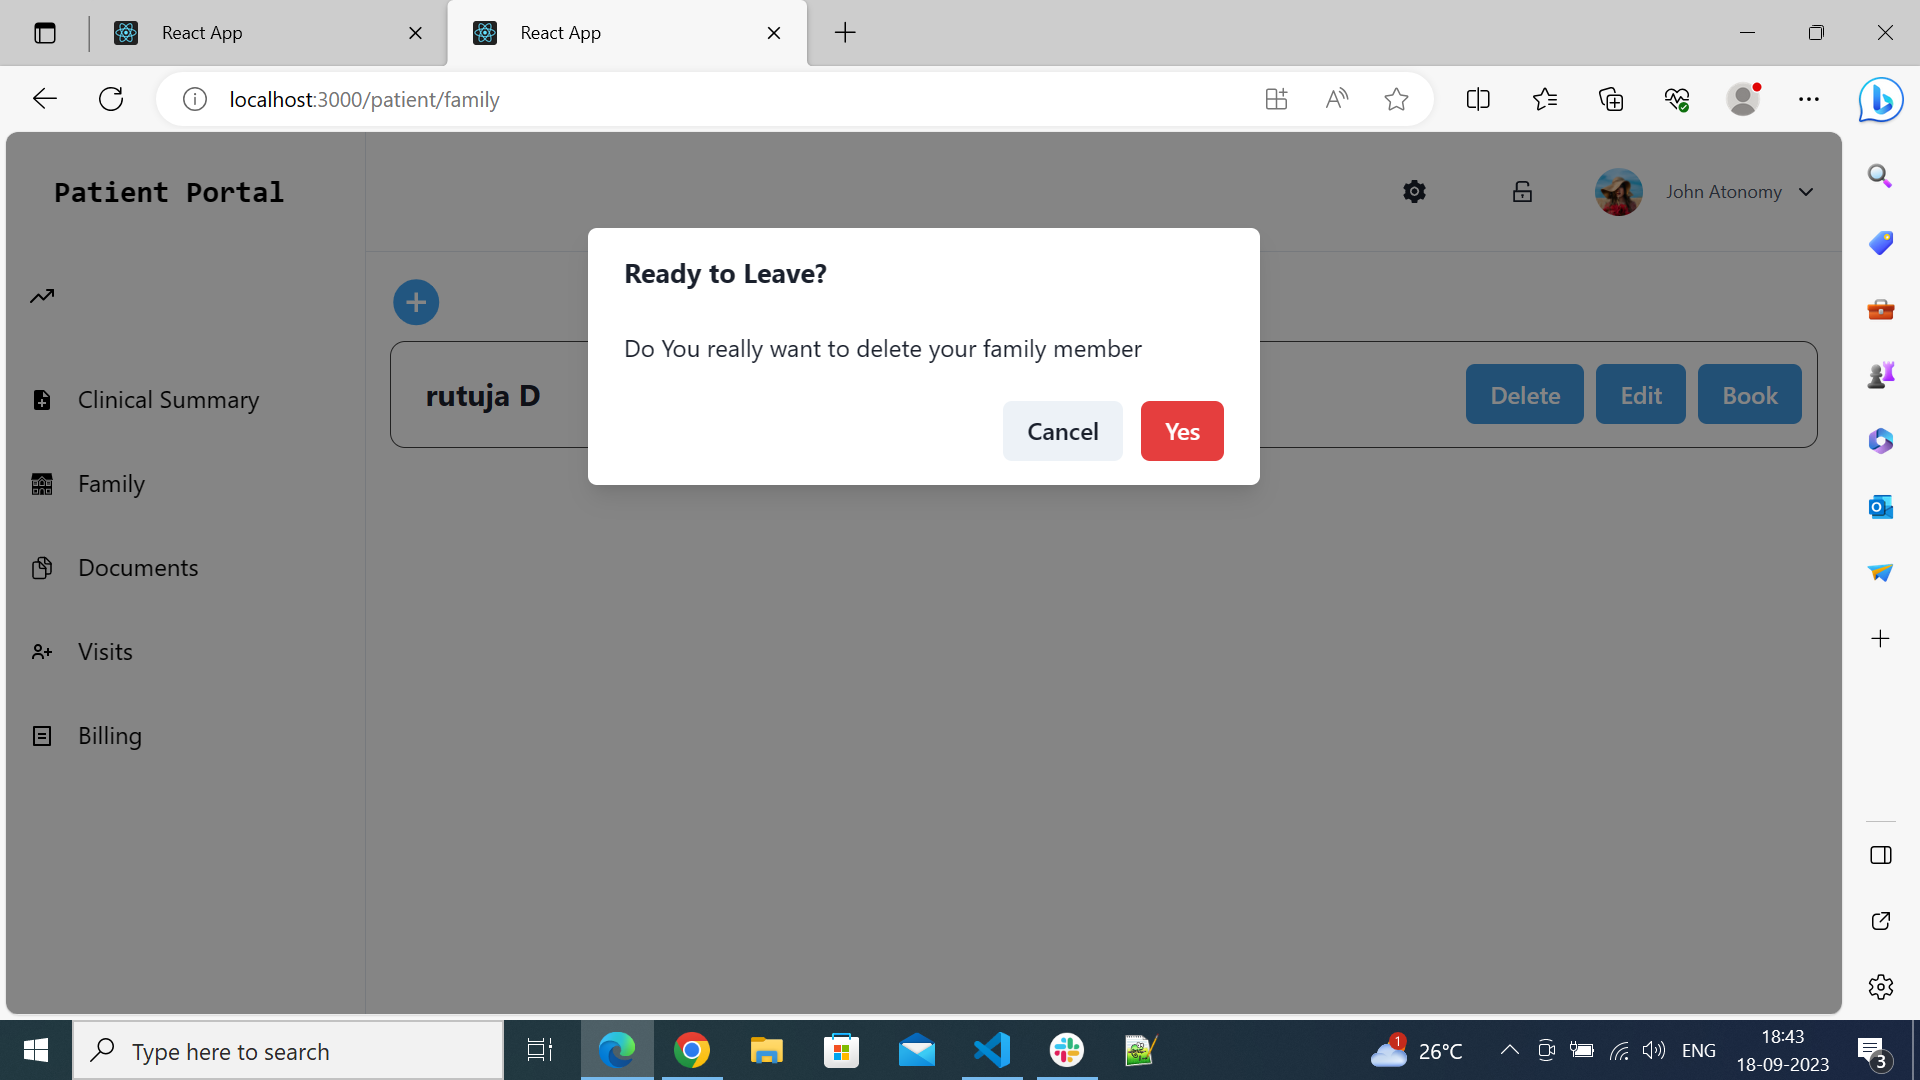 React App
React App
localhost:3000/patient/family
Patient Portal
John Atonomy
Ready to Leave?
Do You really want to delete your family member
Cancel
Yes
rutuja D
Delete
Edit
Book
Clinical Summary
Family
Documents
Visits
Billing
Type here to search
1
26°C
ENG
18:43
18-09-2023
3